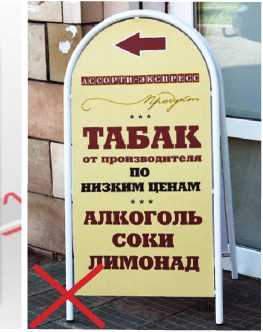 АССОРТИ-ЭКСПРЕСС
Продукт
ТАБАК
ОТ ПРОИЗВОДИТЕЛЯ
ПО
НИЗКИМ ЦЕНАМ
АЛКОГОЛЬ
СОКИ
ЛИМОНАД